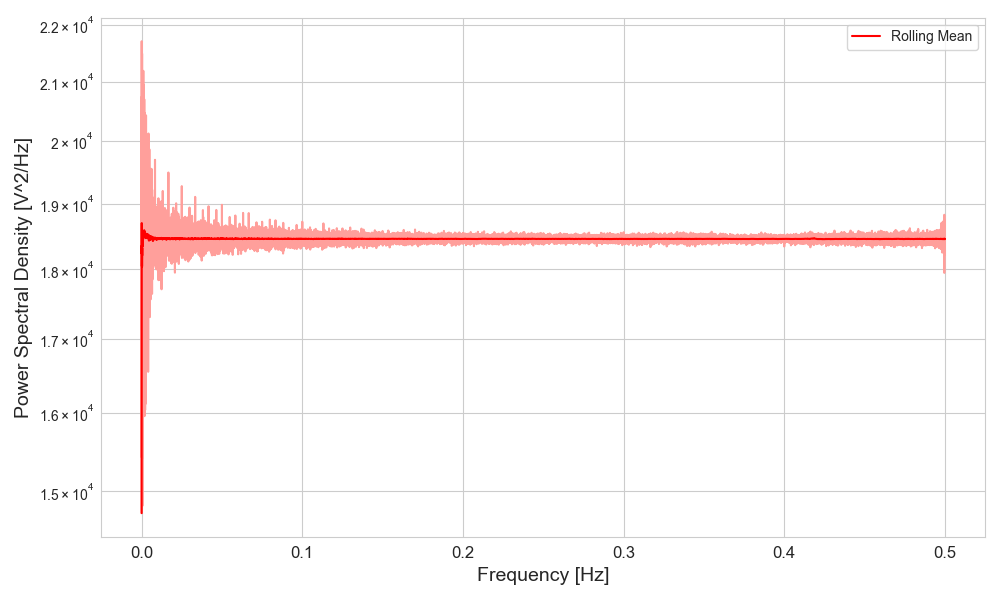 2.2 × 10⁴
2.1 × 10⁴
2 × 10⁴
1.9 × 10⁴
1.8 × 10⁴
1.7 × 10⁴
1.6 × 10⁴
1.5 × 10⁴
Power Spectral Density [V^2/Hz]
Rolling Mean
0.0 0.1 0.2 0.3 0.4 0.5
Frequency [Hz]